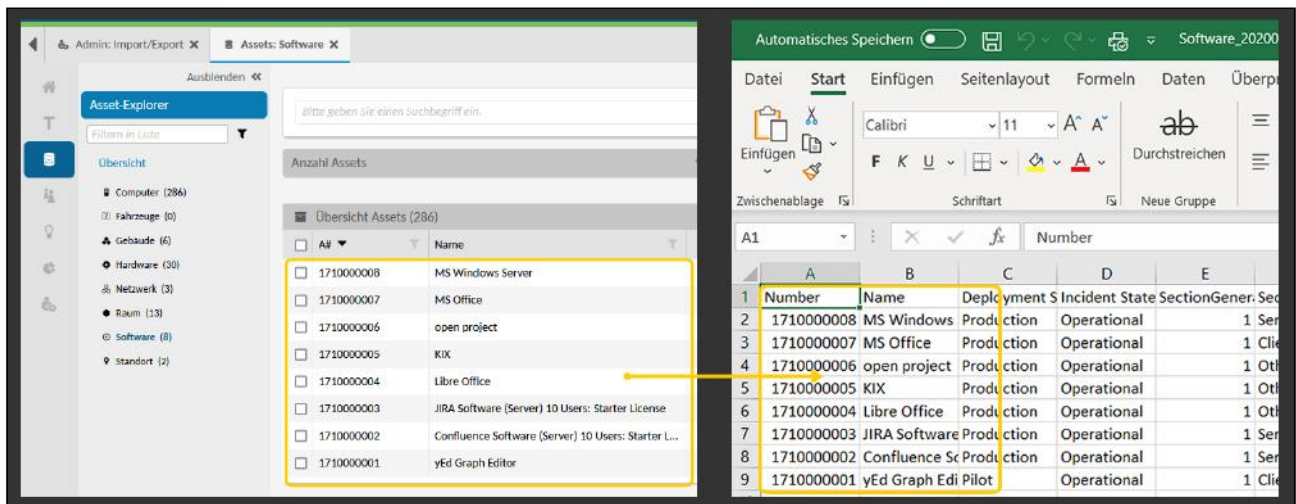 Admin: Import/Export
Assets: Software
Ausblenden
Asset-Explorer
Filtern in Liste
Übersicht
Computer (286)
Fahrzeuge (0)
Gebäude (6)
Hardware (30)
Netzwerk (3)
Raum (13)
Software (8)
Standort (2)
Bitte geben Sie einen Suchbegriff ein.
Anzahl Assets
Übersicht Assets (286)
A# Name
1710000008 MS Windows Server
1710000007 MS Office
1710000006 open project
1710000005 KIX
1710000004 Libre Office
1710000003 JIRA Software (Server) 10 Users: Starter License
1710000002 Confluence Software (Server) 10 Users: Starter L...
1710000001 yEd Graph Editor
Automatisches Speichern Software_20200
Datei Start Einfügen Seitenlayout Formeln Daten Überpr
Calibri 11 A A ab
Einfügen F K U A Durchstreichen
Zwischenablage Schriftart Neue Gruppe
A1 fx Number
A B C D E
1 Number Name Deployment S Incident State SectionGener Sec
2 1710000008 MS Windows Production Operational 1 Ser
3 1710000007 MS Office Production Operational 1 Clie
4 1710000006 open project Production Operational 1 Oth
5 1710000005 KIX Production Operational 1 Oth
6 1710000004 Libre Office Production Operational 1 Oth
7 1710000003 JIRA Software Production Operational 1 Ser
8 1710000002 Confluence So Production Operational 1 Ser
9 1710000001 yEd Graph Edi Pilot Operational 1 Clie